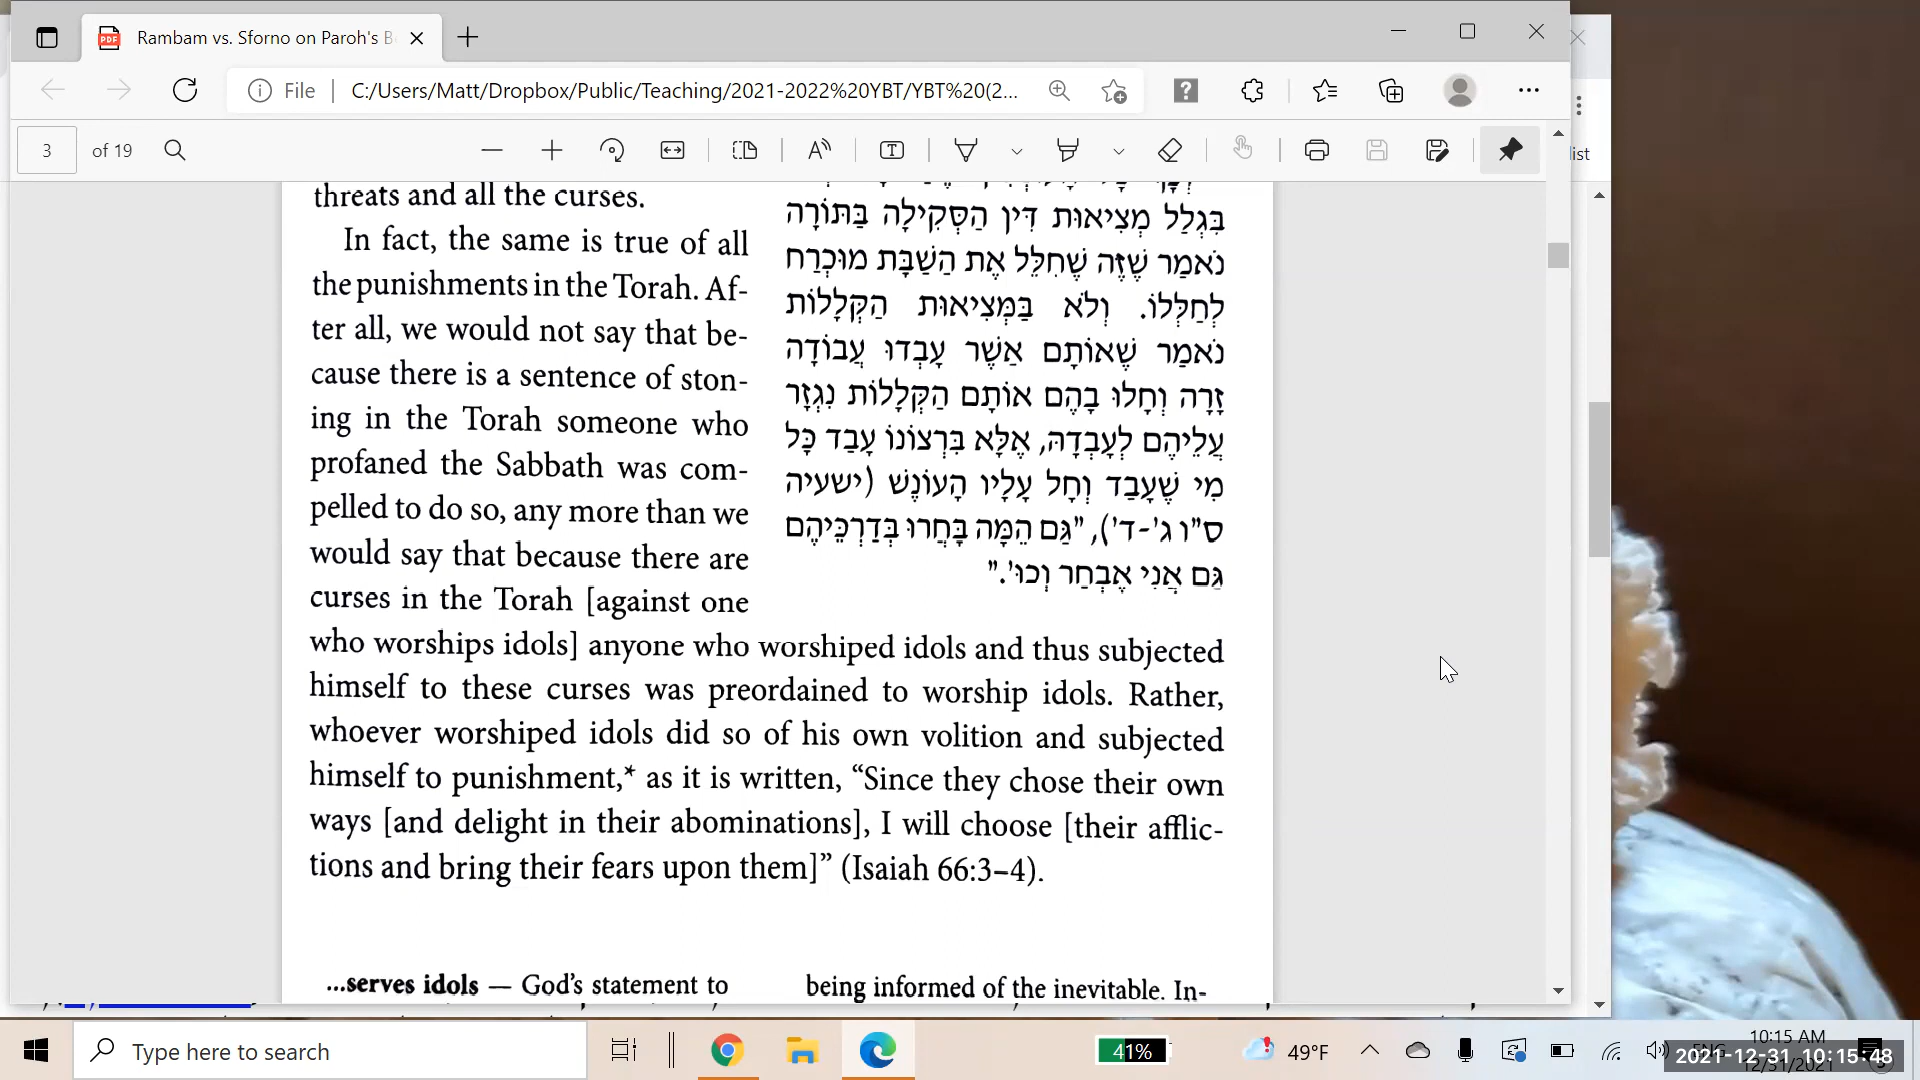 Rambam vs. Sforno on Paroh's B
File
C:/Users/Matt/Dropbox/Public/Teaching/2021-2022%20YBT/YBT%20(2...
3 of 19
list
threats and all the curses.
In fact, the same is true of all
the punishments in the Torah. Af-
ter all, we would not say that be-
cause there is a sentence of ston-
ing in the Torah someone who
profaned the Sabbath was com-
pelled to do so, any more than we
would say that because there are
curses in the Torah [against one
who worships idols] anyone who worshiped idols and thus subjected
himself to these curses was preordained to worship idols. Rather,
whoever worshiped idols did so of his own volition and subjected
himself to punishment,* as it is written, “Since they chose their own
ways [and delight in their abominations], I will choose [their afflic-
tions and bring their fears upon them]” (Isaiah 66:3–4).
בִּגְלַל מְצִיאוּת דִּין הַסְּקִילָה בַּתּוֹרָה
נֹאמַר שֶׁזֶּה שֶׁחִלֵּל אֶת הַשַּׁבָּת מוּכְרַח
לְחַלְּלוֹ. וְלֹא בַּמְּצִיאוּת הַקְּלָלוֹת
נֹאמַר שֶׁאוֹתָם אֲשֶׁר עָבְדוּ עֲבוֹדָה
זָרָה וְחָלוּ בָהֶם אוֹתָם הַקְּלָלוֹת נִגְזַר
עֲלֵיהֶם לְעָבְדָהּ, אֶלָּא בִּרְצוֹנוֹ עָבַד כָּל
מִי שֶׁעָבַד וְחָל עָלָיו הָעוֹנֶשׁ (ישעיה
ס"ו ג'-ד'), "גַּם הֵמָּה בָּחֲרוּ בְּדַרְכֵיהֶם
גַּם אֲנִי אֶבְחַר וְכוּ'."
...serves idols — God’s statement to
being informed of the inevitable. In-
Type here to search
41%
49°F
10:15 AM
2021-12-31 10:15:48